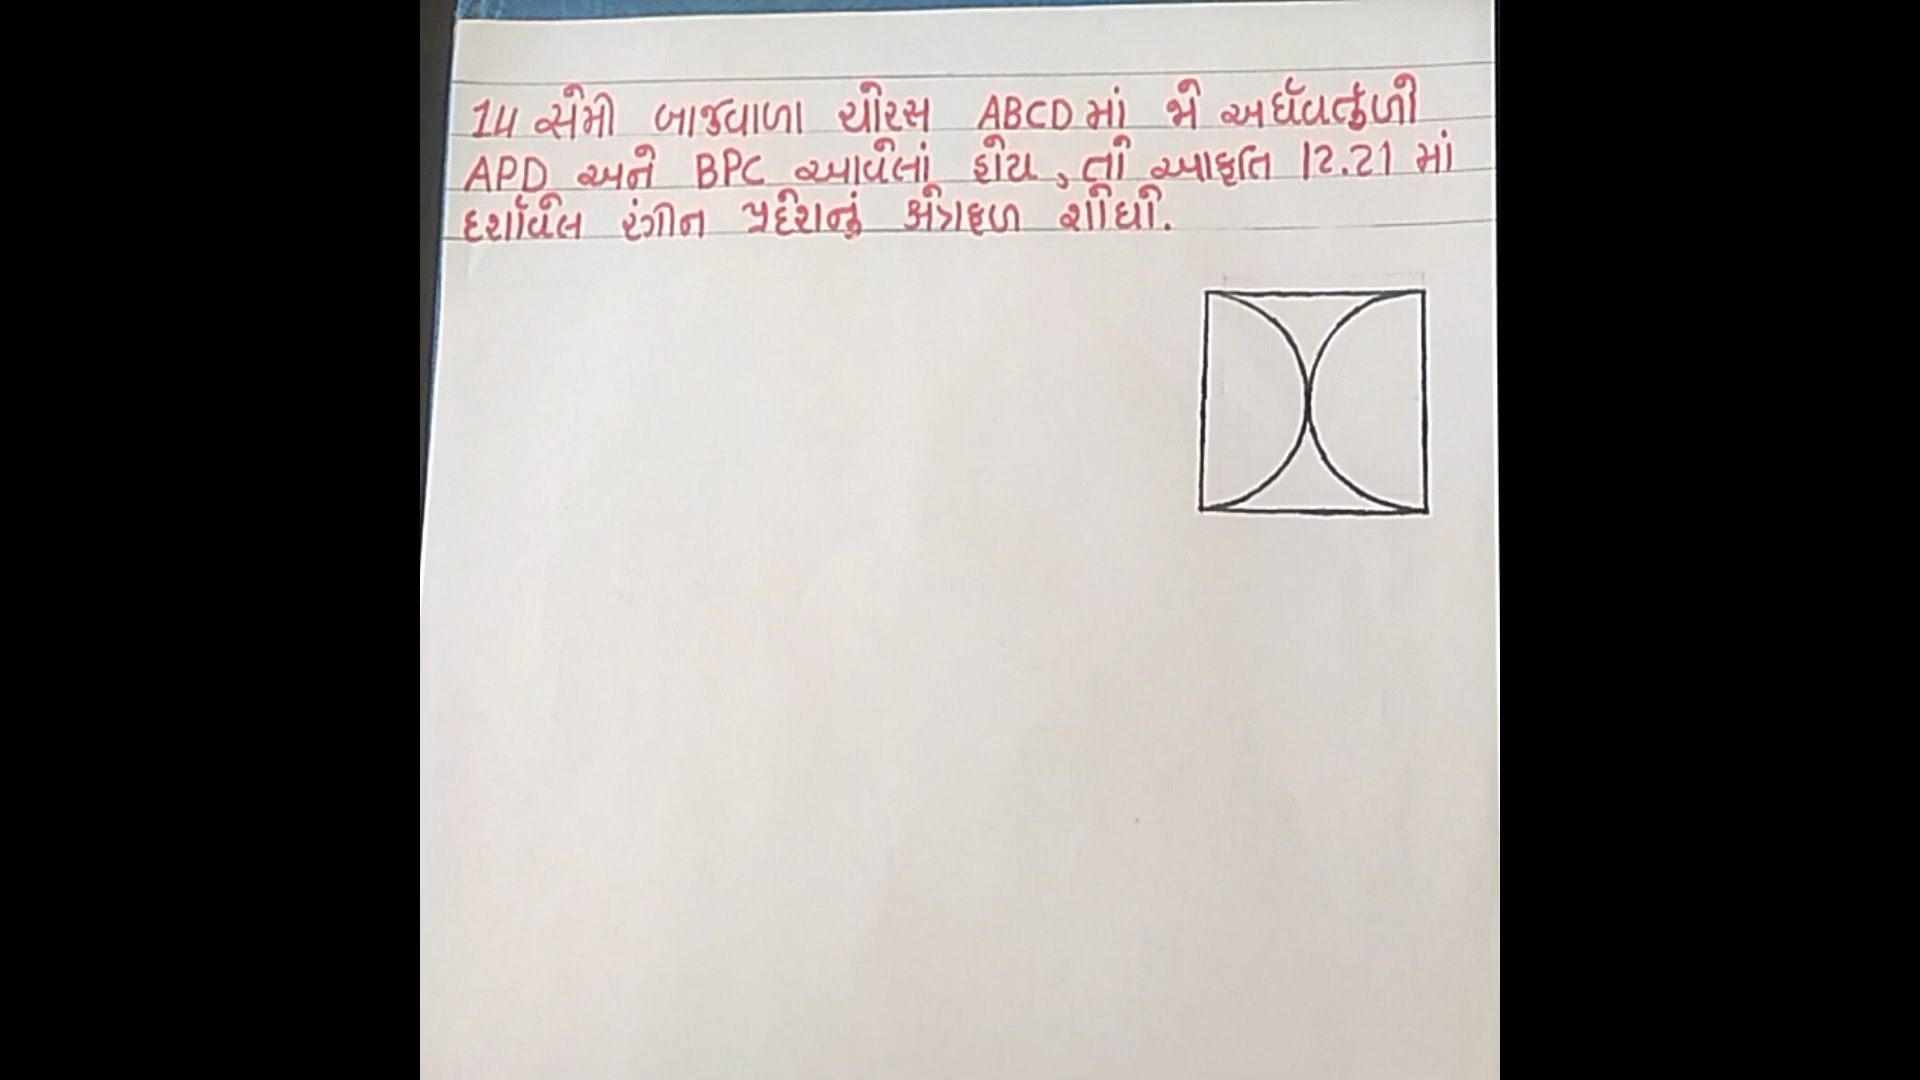 14 સેમી બાજુવાળા ચોરસ ABCD માં બે અર્ધવર્તુળો
APD અને BPC આવેલાં હોય, તો આકૃતિ 12.21 માં
દર્શાવેલ રંગીન પ્રદેશનું ક્ષેત્રફળ શોધો.